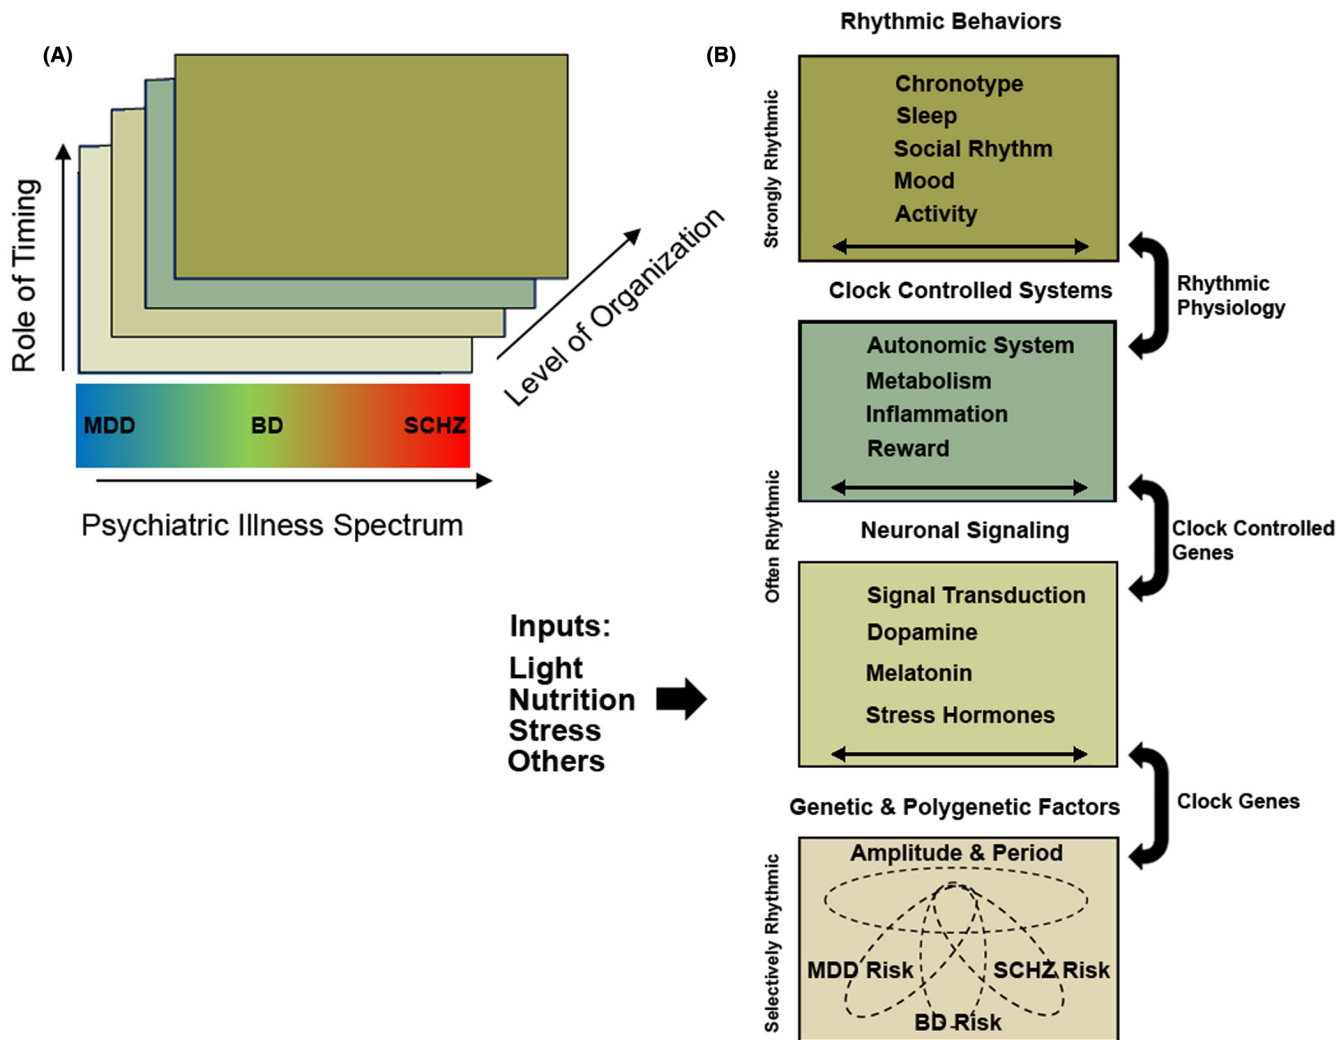 (A)
Role of Timing
Level of Organization
MDD BD SCHZ
Psychiatric Illness Spectrum
Inputs:
Light
Nutrition
Stress
Others
(B)
Rhythmic Behaviors
Strongly Rhythmic
Chronotype
Sleep
Social Rhythm
Mood
Activity
Rhythmic
Physiology
Clock Controlled Systems
Often Rhythmic
Autonomic System
Metabolism
Inflammation
Reward
Clock Controlled
Genes
Neuronal Signaling
Signal Transduction
Dopamine
Melatonin
Stress Hormones
Clock Genes
Genetic & Polygenetic Factors
Selectively Rhythmic
Amplitude & Period
MDD Risk SCHZ Risk
BD Risk